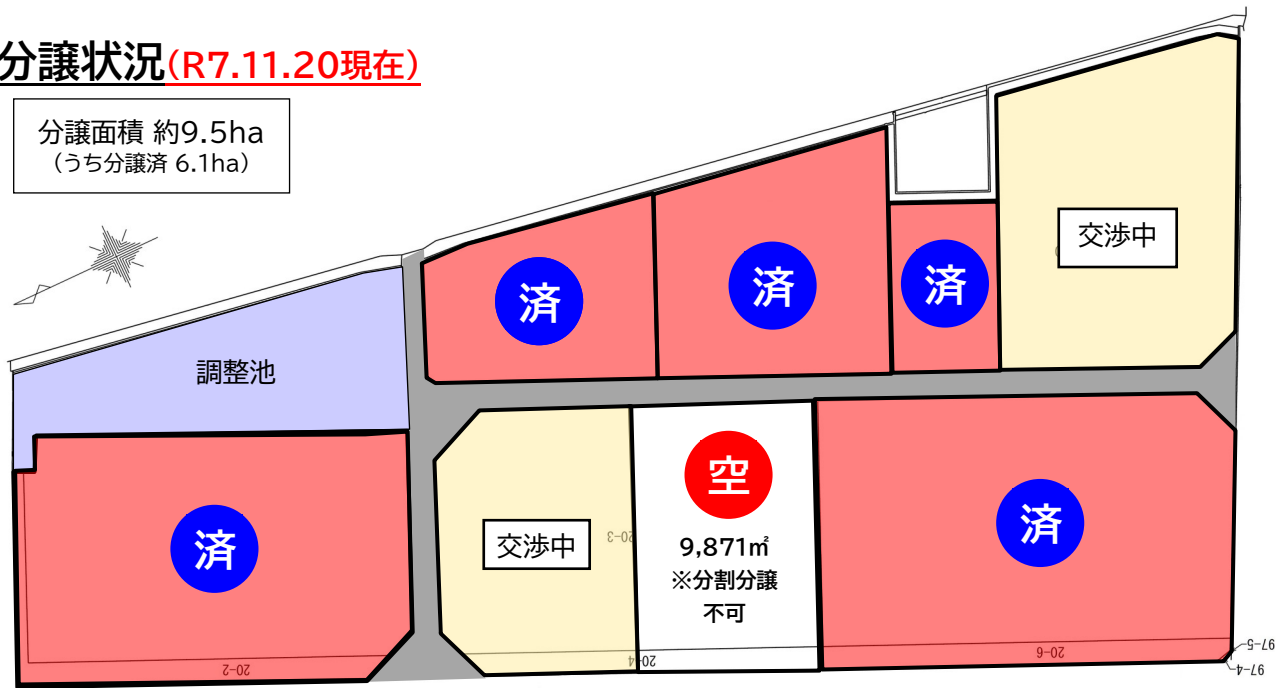 分譲状況(R7.11.20現在)
分譲面積 約9.5ha
(うち分譲済 6.1ha)
交渉中
済
済
済
調整池
空
9,871㎡
※分割分譲
不可
済
済
交渉中
20-3
20-2
20-4
20-6
97-5
97-4